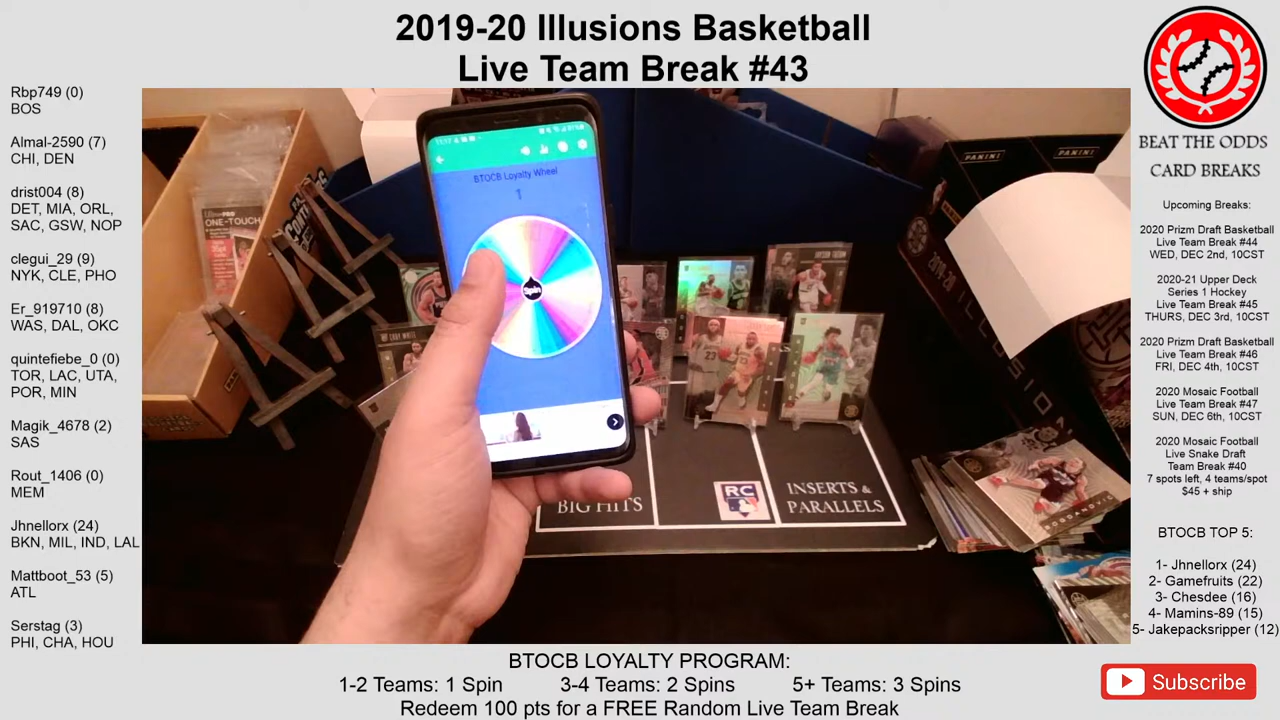 2019-20 Illusions Basketball
Live Team Break #43
Rbp749 (0)
BOS
Almal-2590 (7)
CHI, DEN
drist004 (8)
DET, MIA, ORL,
SAC, GSW, NOP
clegui_29 (9)
NYK, CLE, PHO
Er_919710 (8)
WAS, DAL, OKC
quintefiebe_0 (0)
TOR, LAC, UTA,
POR, MIN
Magik_4678 (2)
SAS
Rout_1406 (0)
MEM
Jhnellorx (24)
BKN, MIL, IND, LAL
Mattboot_53 (5)
ATL
Serstag (3)
PHI, CHA, HOU
BTOCB Loyalty Wheel
1
Spin
ONE-TOUCH
PANINI
PANINI
COBY WHITE
JAYSON TATUM
BIG HITS
RC
INSERTS &
PARALLELS
BOGDANOVIC
BEAT THE ODDS
CARD BREAKS
Upcoming Breaks:
2020 Prizm Draft Basketball
Live Team Break #44
WED, DEC 2nd, 10CST
2020-21 Upper Deck
Series 1 Hockey
Live Team Break #45
THURS, DEC 3rd, 10CST
2020 Prizm Draft Basketball
Live Team Break #46
FRI, DEC 4th, 10CST
2020 Mosaic Football
Live Team Break #47
SUN, DEC 6th, 10CST
2020 Mosaic Football
Live Snake Draft
Team Break #40
7 spots left, 4 teams/spot
$45 + ship
BTOCB TOP 5:
1- Jhnellorx (24)
2- Gamefruits (22)
3- Chesdee (16)
4- Mamins-89 (15)
5- Jakepacksripper (12)
BTOCB LOYALTY PROGRAM:
1-2 Teams: 1 Spin 3-4 Teams: 2 Spins 5+ Teams: 3 Spins
Redeem 100 pts for a FREE Random Live Team Break
Subscribe